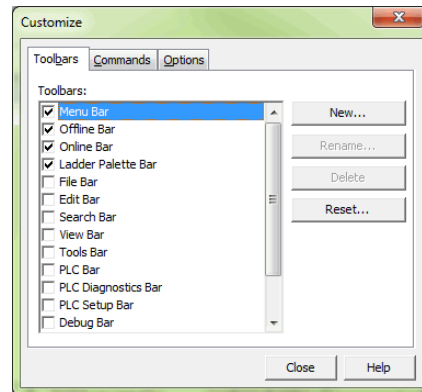 Customize
Toolbars Commands Options
Toolbars:
Menu Bar
Offline Bar
Online Bar
Ladder Palette Bar
File Bar
Edit Bar
Search Bar
View Bar
Tools Bar
PLC Bar
PLC Diagnostics Bar
PLC Setup Bar
Debug Bar
New...
Rename...
Delete
Reset...
Close Help